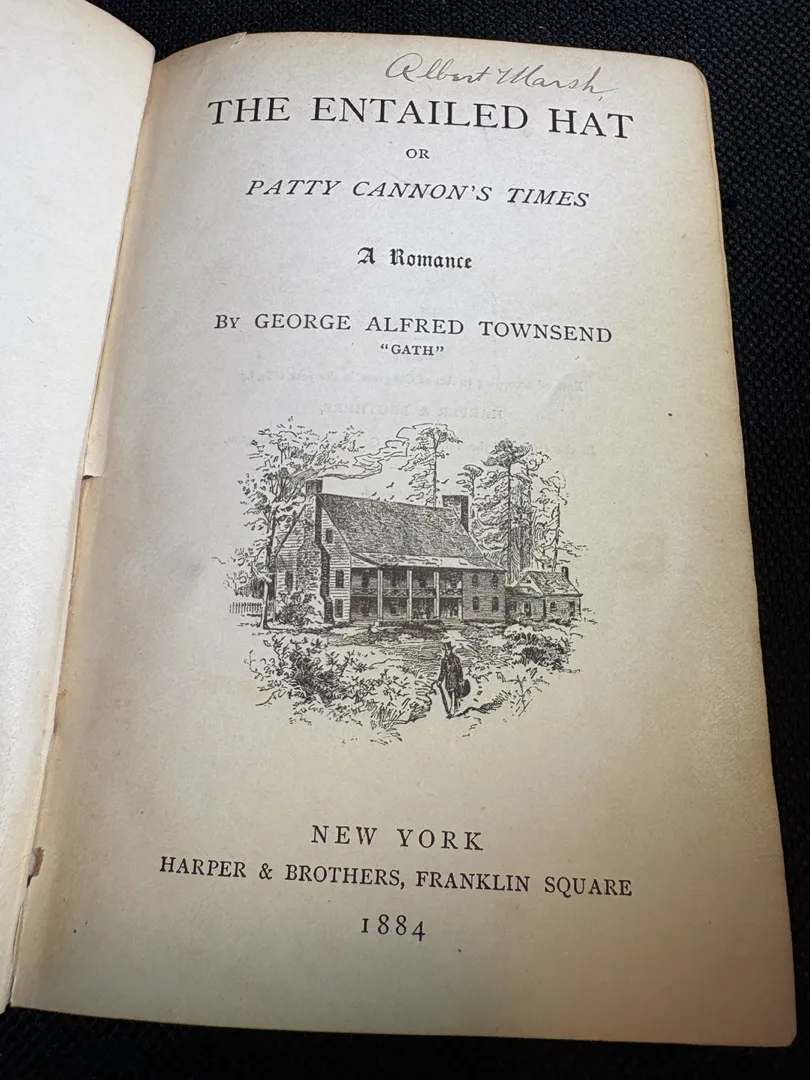 Albert Marsh,
THE ENTAILED HAT
OR
PATTY CANNON'S TIMES
A Romance
BY GEORGE ALFRED TOWNSEND
"GATH"
NEW YORK
HARPER & BROTHERS, FRANKLIN SQUARE
1884